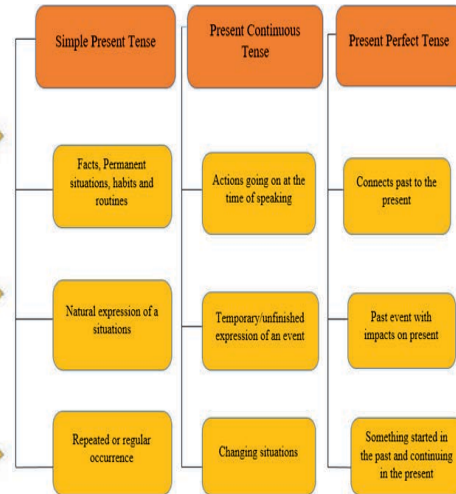 Simple Present Tense
Facts, Permanent
situations, habits and
routines
Natural expression of a
situations
Repeated or regular
occurrence
Present Continuous
Tense
Actions going on at the
time of speaking
Temporary/unfinished
expression of an event
Changing situations
Present Perfect Tense
Connects past to the
present
Past event with
impacts on present
Something started in
the past and continuing
in the present